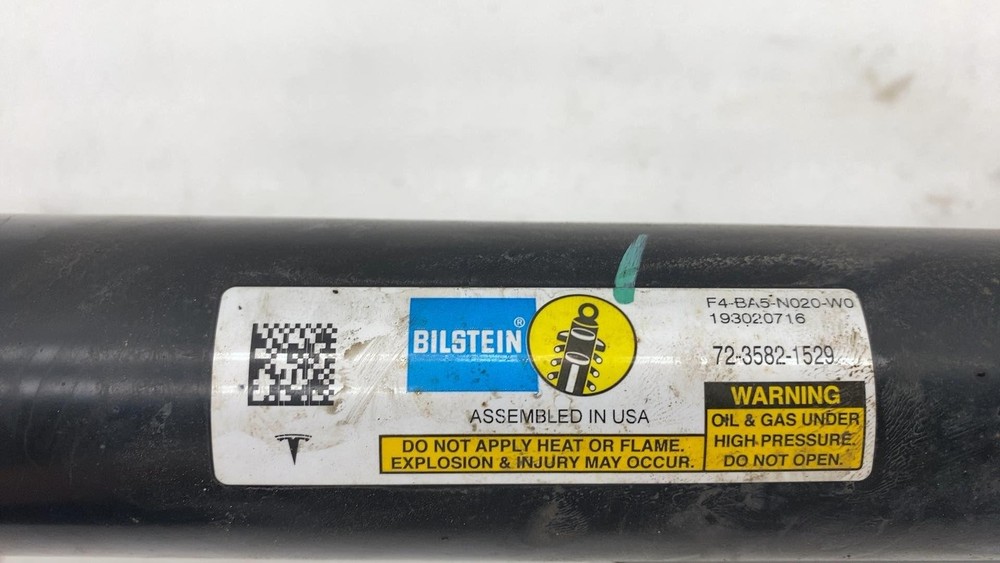 F4-BA5-N020-W0
193020716
BILSTEIN®
72-3582-1529
ASSEMBLED IN USA
DO NOT APPLY HEAT OR FLAME.
EXPLOSION & INJURY MAY OCCUR.
WARNING
OIL & GAS UNDER
HIGH PRESSURE.
DO NOT OPEN.